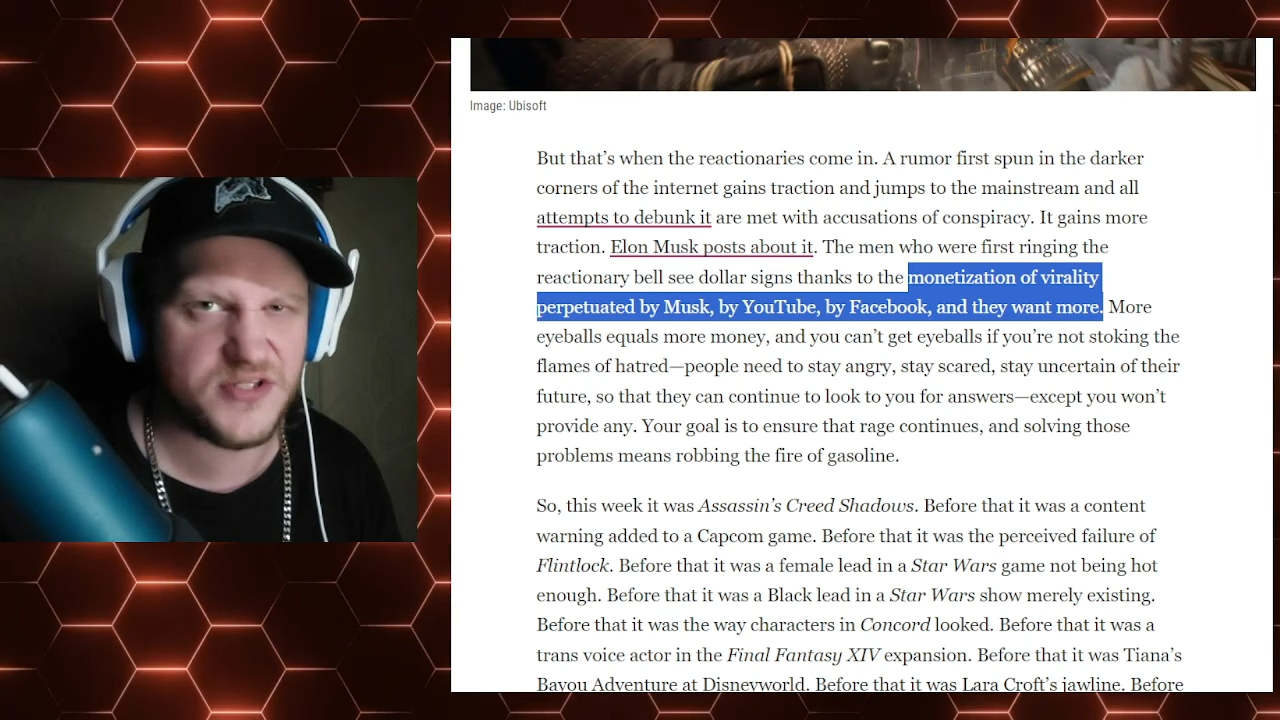 Image: Ubisoft
But that’s when the reactionaries come in. A rumor first spun in the darker
corners of the internet gains traction and jumps to the mainstream and all
attempts to debunk it are met with accusations of conspiracy. It gains more
traction. Elon Musk posts about it. The men who were first ringing the
reactionary bell see dollar signs thanks to the monetization of virality
perpetuated by Musk, by YouTube, by Facebook, and they want more. More
eyeballs equals more money, and you can’t get eyeballs if you’re not stoking the
flames of hatred—people need to stay angry, stay scared, stay uncertain of their
future, so that they can continue to look to you for answers—except you won’t
provide any. Your goal is to ensure that rage continues, and solving those
problems means robbing the fire of gasoline.
So, this week it was Assassin’s Creed Shadows. Before that it was a content
warning added to a Capcom game. Before that it was the perceived failure of
Flintlock. Before that it was a female lead in a Star Wars game not being hot
enough. Before that it was a Black lead in a Star Wars show merely existing.
Before that it was the way characters in Concord looked. Before that it was a
trans voice actor in the Final Fantasy XIV expansion. Before that it was Tiana’s
Bayou Adventure at Disneyworld. Before that it was Lara Croft’s jawline. Before